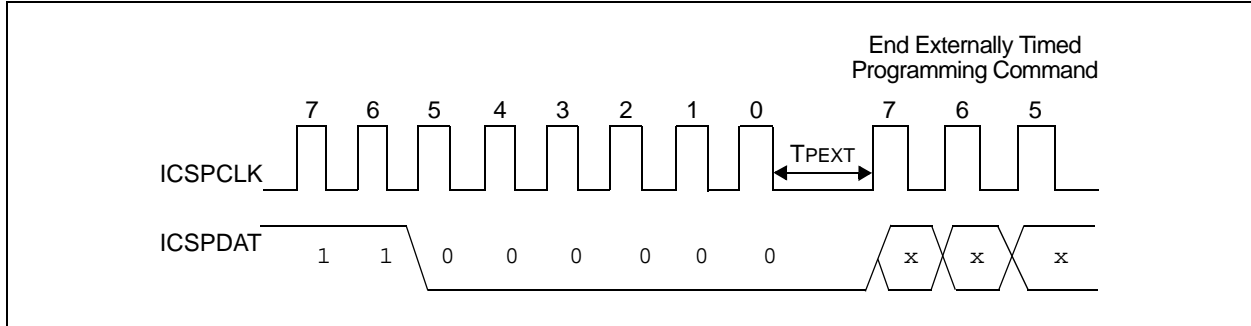 End Externally Timed
Programming Command
7 6 5 4 3 2 1 0 7 6 5
TPEXT
ICSPCLK
ICSPDAT
1 1 0 0 0 0 0 0 x x x